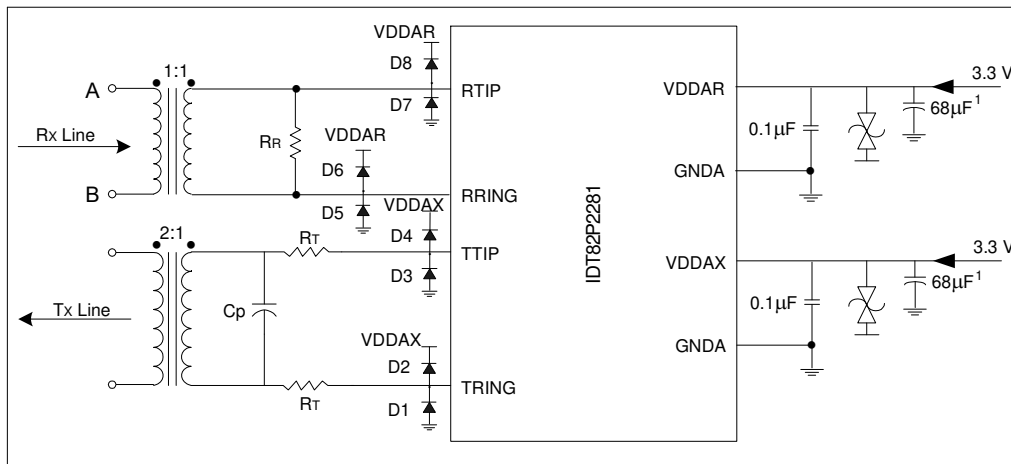 VDDAR
D8
1:1
A
RTIP
D7
Rx Line
RR
VDDAR
D6
B
RRING
D5
VDDAX
2:1
RT
D4
TTIP
D3
Tx Line
Cp
VDDAX
D2
TRING
RT
D1
IDT82P2281
VDDAR
3.3 V
68µF1
0.1µF
GNDA
VDDAX
3.3 V
68µF1
0.1µF
GNDA